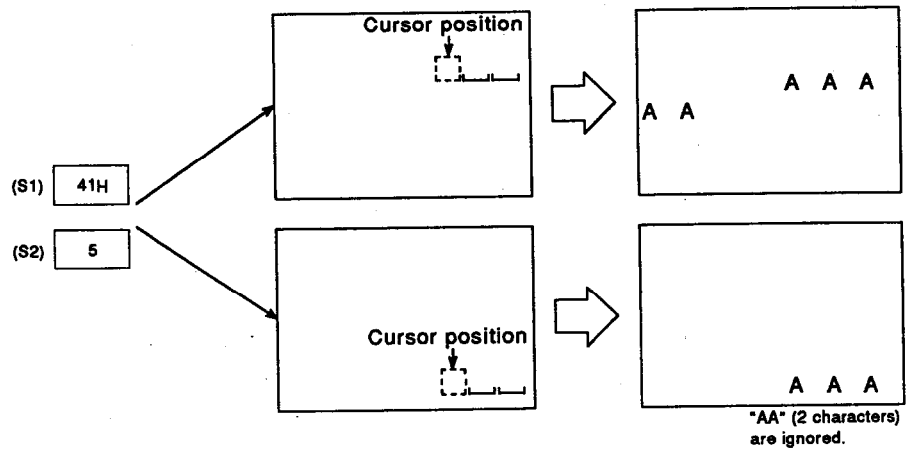 Cursor position
A A A
A A
(S1) 41H
(S2) 5
Cursor position
A A A
"AA" (2 characters)
are ignored.